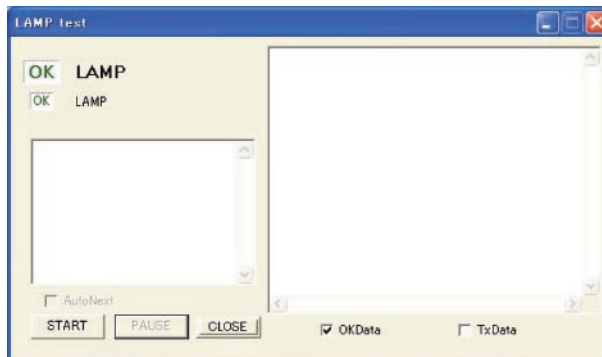 LAMP test
OK LAMP
OK LAMP
AutoNext
START PAUSE CLOSE
OKData TxData